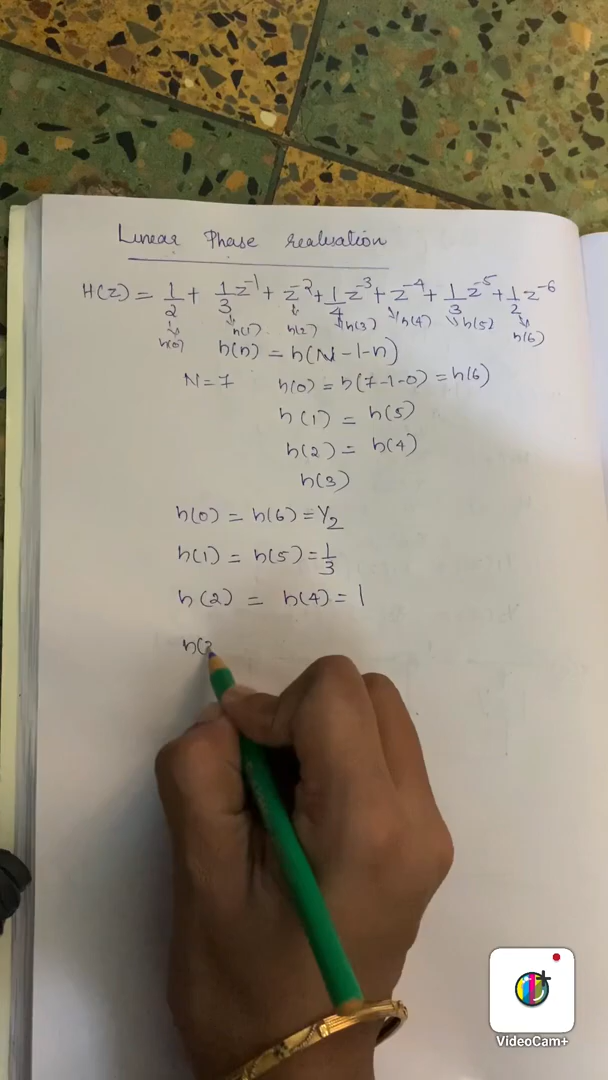 Linear Phase realisation
H(Z) = 1/2 + 1/3 z^-1 + z^-2 + 1/4 z^-3 + z^-4 + 1/3 z^-5 + 1/2 z^-6
h(0) h(1) h(2) h(3) h(4) h(5) h(6)
h(n) = h(N-1-n)
N=7 h(0) = h(7-1-0) = h(6)
h(1) = h(5)
h(2) = h(4)
h(3)
h(0) = h(6) = 1/2
h(1) = h(5) = 1/3
h(2) = h(4) = 1
h(
VideoCam+